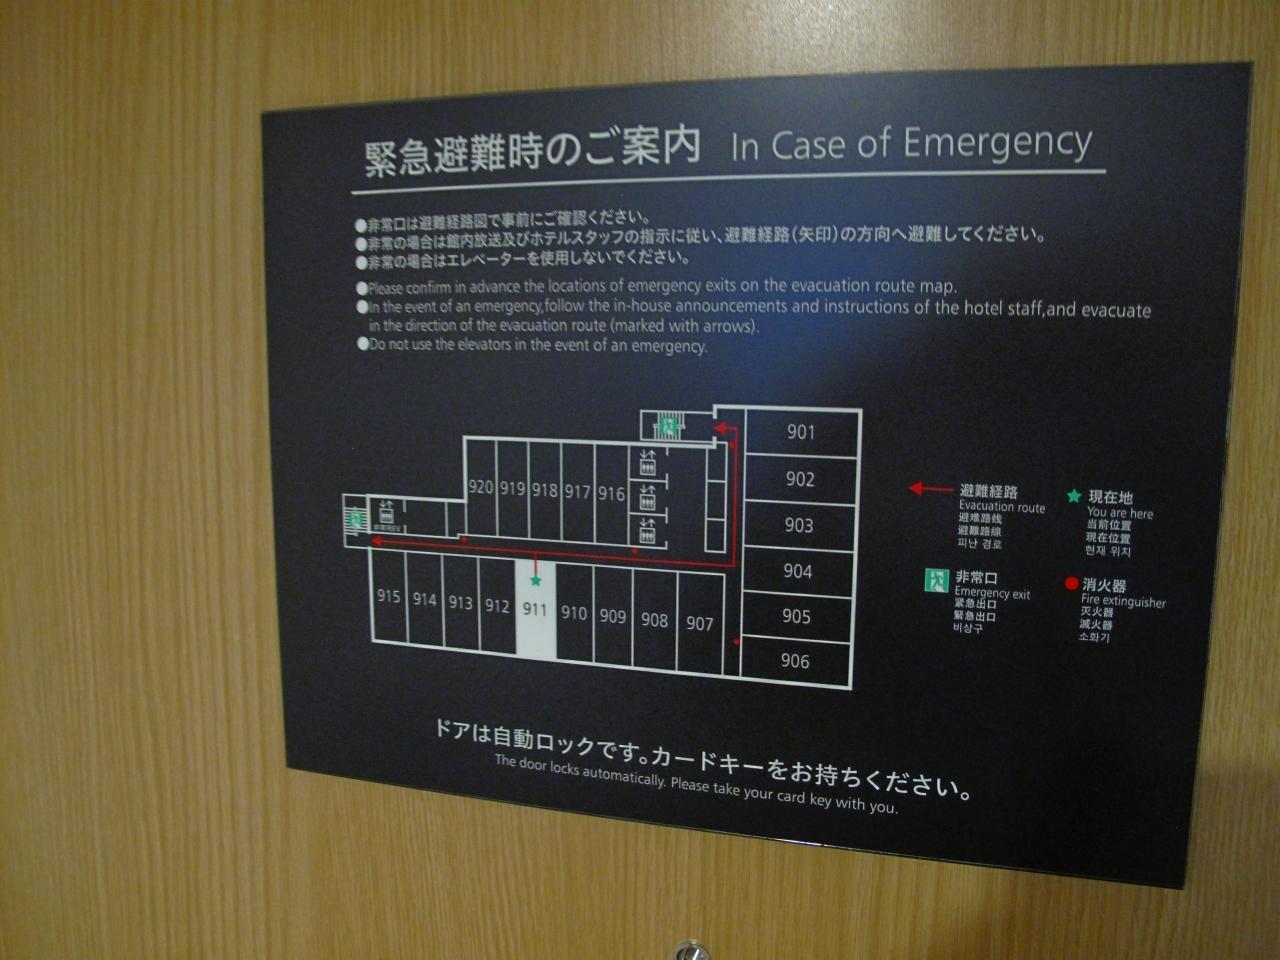 緊急避難時のご案内 In Case of Emergency
●非常口は避難経路図で事前にご確認ください。
●非常の場合は館内放送及びホテルスタッフの指示に従い、避難経路(矢印)の方向へ避難してください。
●非常の場合はエレベーターを使用しないでください。
●Please confirm in advance the locations of emergency exits on the evacuation route map.
●In the event of an emergency,follow the in-house announcements and instructions of the hotel staff,and evacuate
in the direction of the evacuation route (marked with arrows).
●Do not use the elevators in the event of an emergency.
901
902
903
904
905
906
920 919 918 917 916
非常用EV
915 914 913 912 911 910 909 908 907
避難経路
Evacuation route
避难路线
避難路線
피난 경로
現在地
You are here
当前位置
現在位置
현재 위치
非常口
Emergency exit
紧急出口
緊急出口
비상구
消火器
Fire extinguisher
灭火器
滅火器
소화기
ドアは自動ロックです。カードキーをお持ちください。
The door locks automatically. Please take your card key with you.